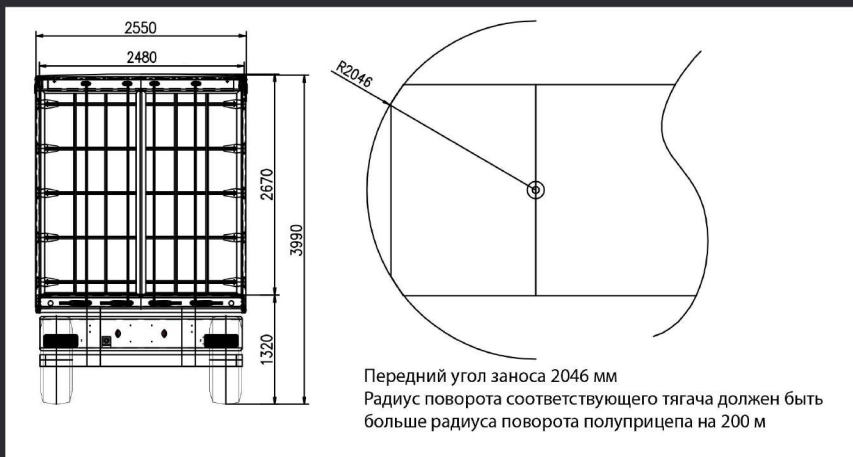 2550
2480
R2046
2670
3990
1320
Передний угол заноса 2046 мм
Радиус поворота соответствующего тягача должен быть
больше радиуса поворота полуприцепа на 200 м